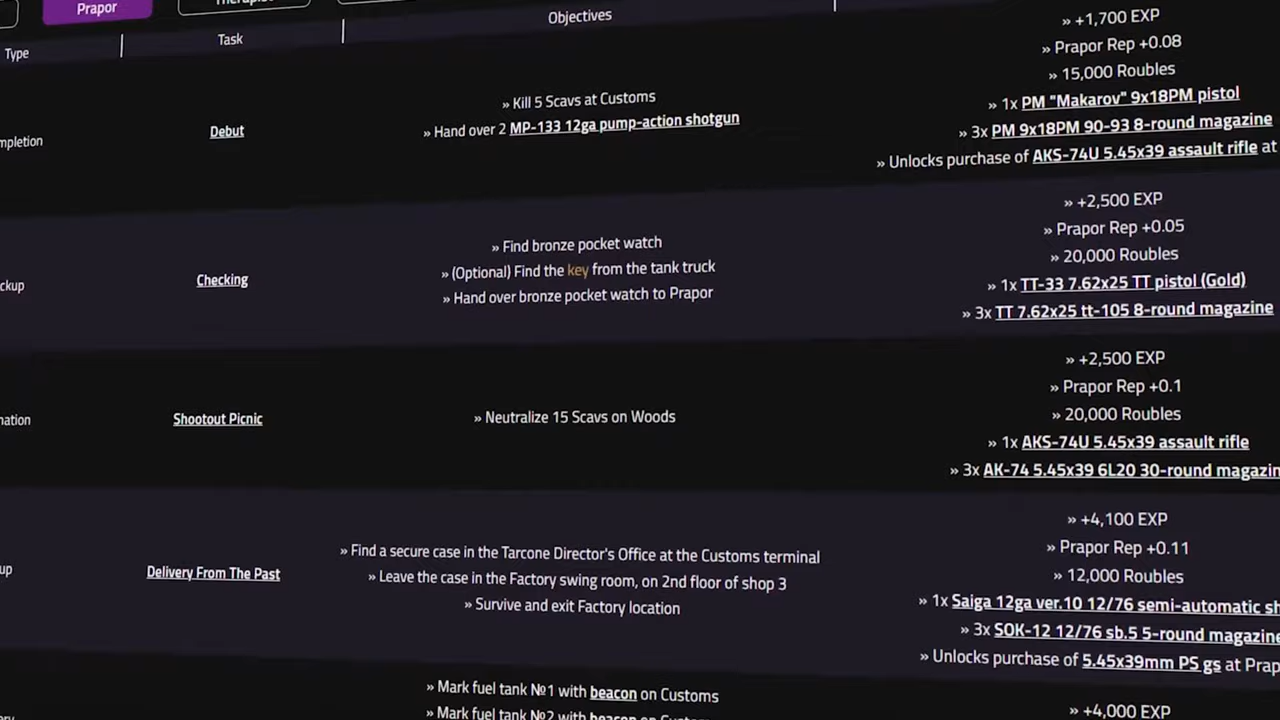 Prapor
Type
Task
Objectives
» +1,700 EXP
» Prapor Rep +0.08
» 15,000 Roubles
» 1x PM "Makarov" 9x18PM pistol
» 3x PM 9x18PM 90-93 8-round magazine
» Unlocks purchase of AKS-74U 5.45x39 assault rifle at
mpletion
Debut
» Kill 5 Scavs at Customs
» Hand over 2 MP-133 12ga pump-action shotgun
» +2,500 EXP
» Prapor Rep +0.05
» 20,000 Roubles
» 1x TT-33 7.62x25 TT pistol (Gold)
» 3x TT 7.62x25 tt-105 8-round magazine
ckup
Checking
» Find bronze pocket watch
» (Optional) Find the key from the tank truck
» Hand over bronze pocket watch to Prapor
» +2,500 EXP
» Prapor Rep +0.1
» 20,000 Roubles
» 1x AKS-74U 5.45x39 assault rifle
» 3x AK-74 5.45x39 6L20 30-round magazin
nation
Shootout Picnic
» Neutralize 15 Scavs on Woods
» +4,100 EXP
» Prapor Rep +0.11
» 12,000 Roubles
» 1x Saiga 12ga ver.10 12/76 semi-automatic sh
» 3x SOK-12 12/76 sb.5 5-round magazine
» Unlocks purchase of 5.45x39mm PS gs at Prap
up
Delivery From The Past
» Find a secure case in the Tarcone Director's Office at the Customs terminal
» Leave the case in the Factory swing room, on 2nd floor of shop 3
» Survive and exit Factory location
» Mark fuel tank №1 with beacon on Customs
» Mark fuel tank №2 with beacon on Customs
» +4,000 EXP